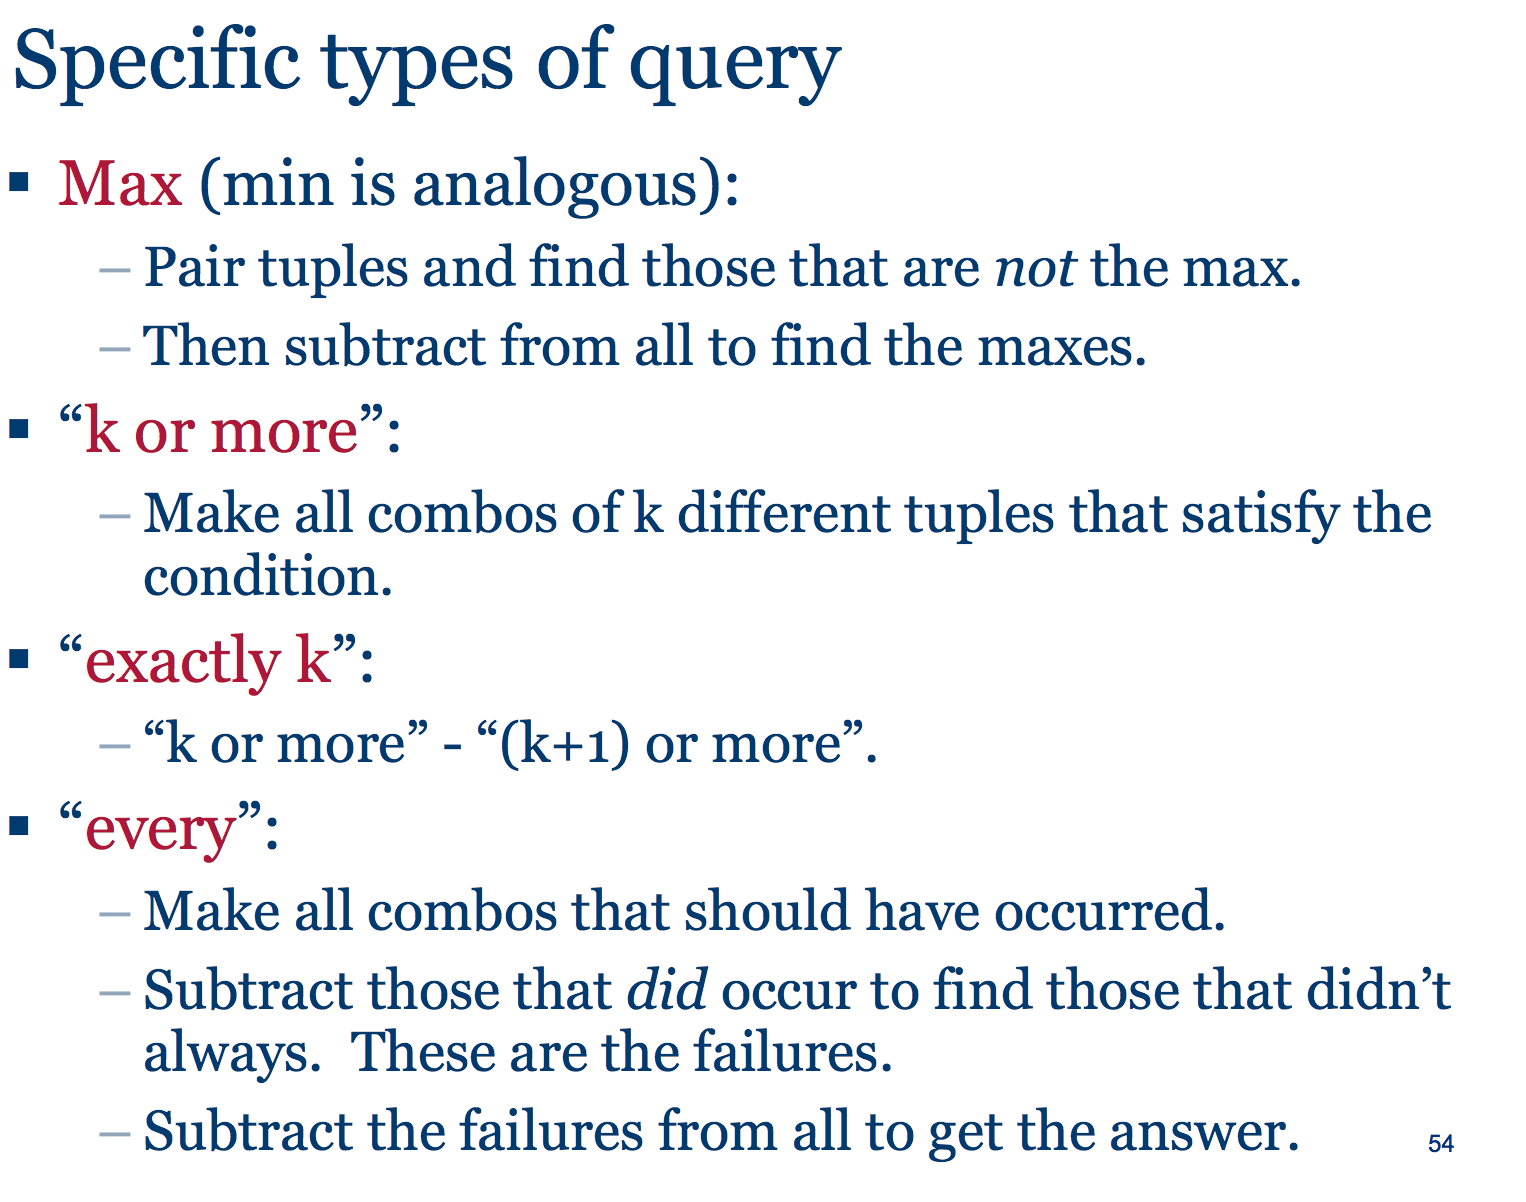 Specific types of query
▪ Max (min is analogous):
– Pair tuples and find those that are not the max.
– Then subtract from all to find the maxes.
▪ “k or more”:
– Make all combos of k different tuples that satisfy the
condition.
▪ “exactly k”:
– “k or more” - “(k+1) or more”.
▪ “every”:
– Make all combos that should have occurred.
– Subtract those that did occur to find those that didn’t
always.  These are the failures.
– Subtract the failures from all to get the answer.
54